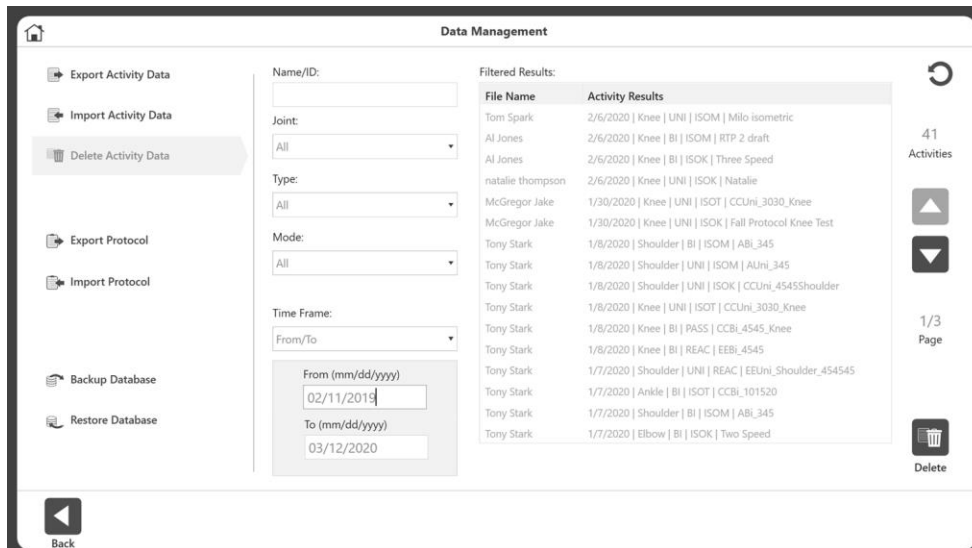 Data Management
Export Activity Data
Import Activity Data
Delete Activity Data
Export Protocol
Import Protocol
Backup Database
Restore Database
Name/ID:
Joint:
All
Type:
All
Mode:
All
Time Frame:
From/To
From (mm/dd/yyyy)
02/11/2019
To (mm/dd/yyyy)
03/12/2020
Filtered Results:
File Name Activity Results
Tom Spark 2/6/2020 | Knee | UNI | ISOM | Milo isometric
Al Jones 2/6/2020 | Knee | BI | ISOM | RTP 2 draft
Al Jones 2/6/2020 | Knee | BI | ISOK | Three Speed
natalie thompson 2/6/2020 | Knee | UNI | ISOK | Natalie
McGregor Jake 1/30/2020 | Knee | UNI | ISOT | CCUni_3030_Knee
McGregor Jake 1/30/2020 | Knee | UNI | ISOK | Fall Protocol Knee Test
Tony Stark 1/8/2020 | Shoulder | BI | ISOM | ABi_345
Tony Stark 1/8/2020 | Shoulder | UNI | ISOM | AUni_345
Tony Stark 1/8/2020 | Shoulder | UNI | ISOK | CCUni_4545Shoulder
Tony Stark 1/8/2020 | Knee | UNI | ISOT | CCUni_3030_Knee
Tony Stark 1/8/2020 | Knee | BI | PASS | CCBi_4545_Knee
Tony Stark 1/8/2020 | Knee | BI | REAC | EEBi_4545
Tony Stark 1/7/2020 | Shoulder | UNI | REAC | EEUni_Shoulder_454545
Tony Stark 1/7/2020 | Ankle | BI | ISOT | CCBi_101520
Tony Stark 1/7/2020 | Shoulder | BI | ISOM | ABi_345
Tony Stark 1/7/2020 | Elbow | BI | ISOK | Two Speed
41
Activities
1/3
Page
Delete
Back